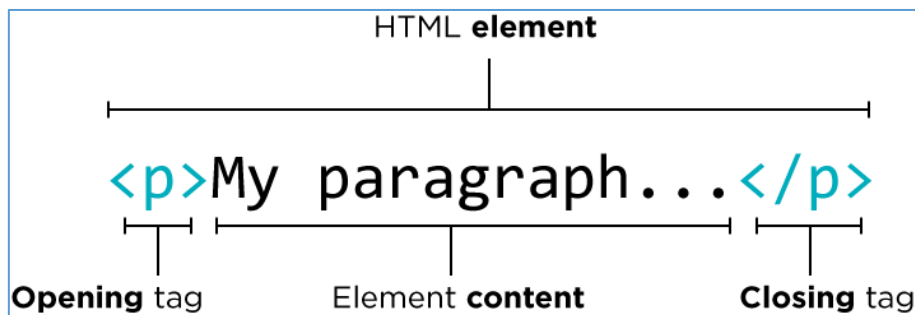 HTML element
<p>My paragraph...</p>
Opening tag Element content Closing tag